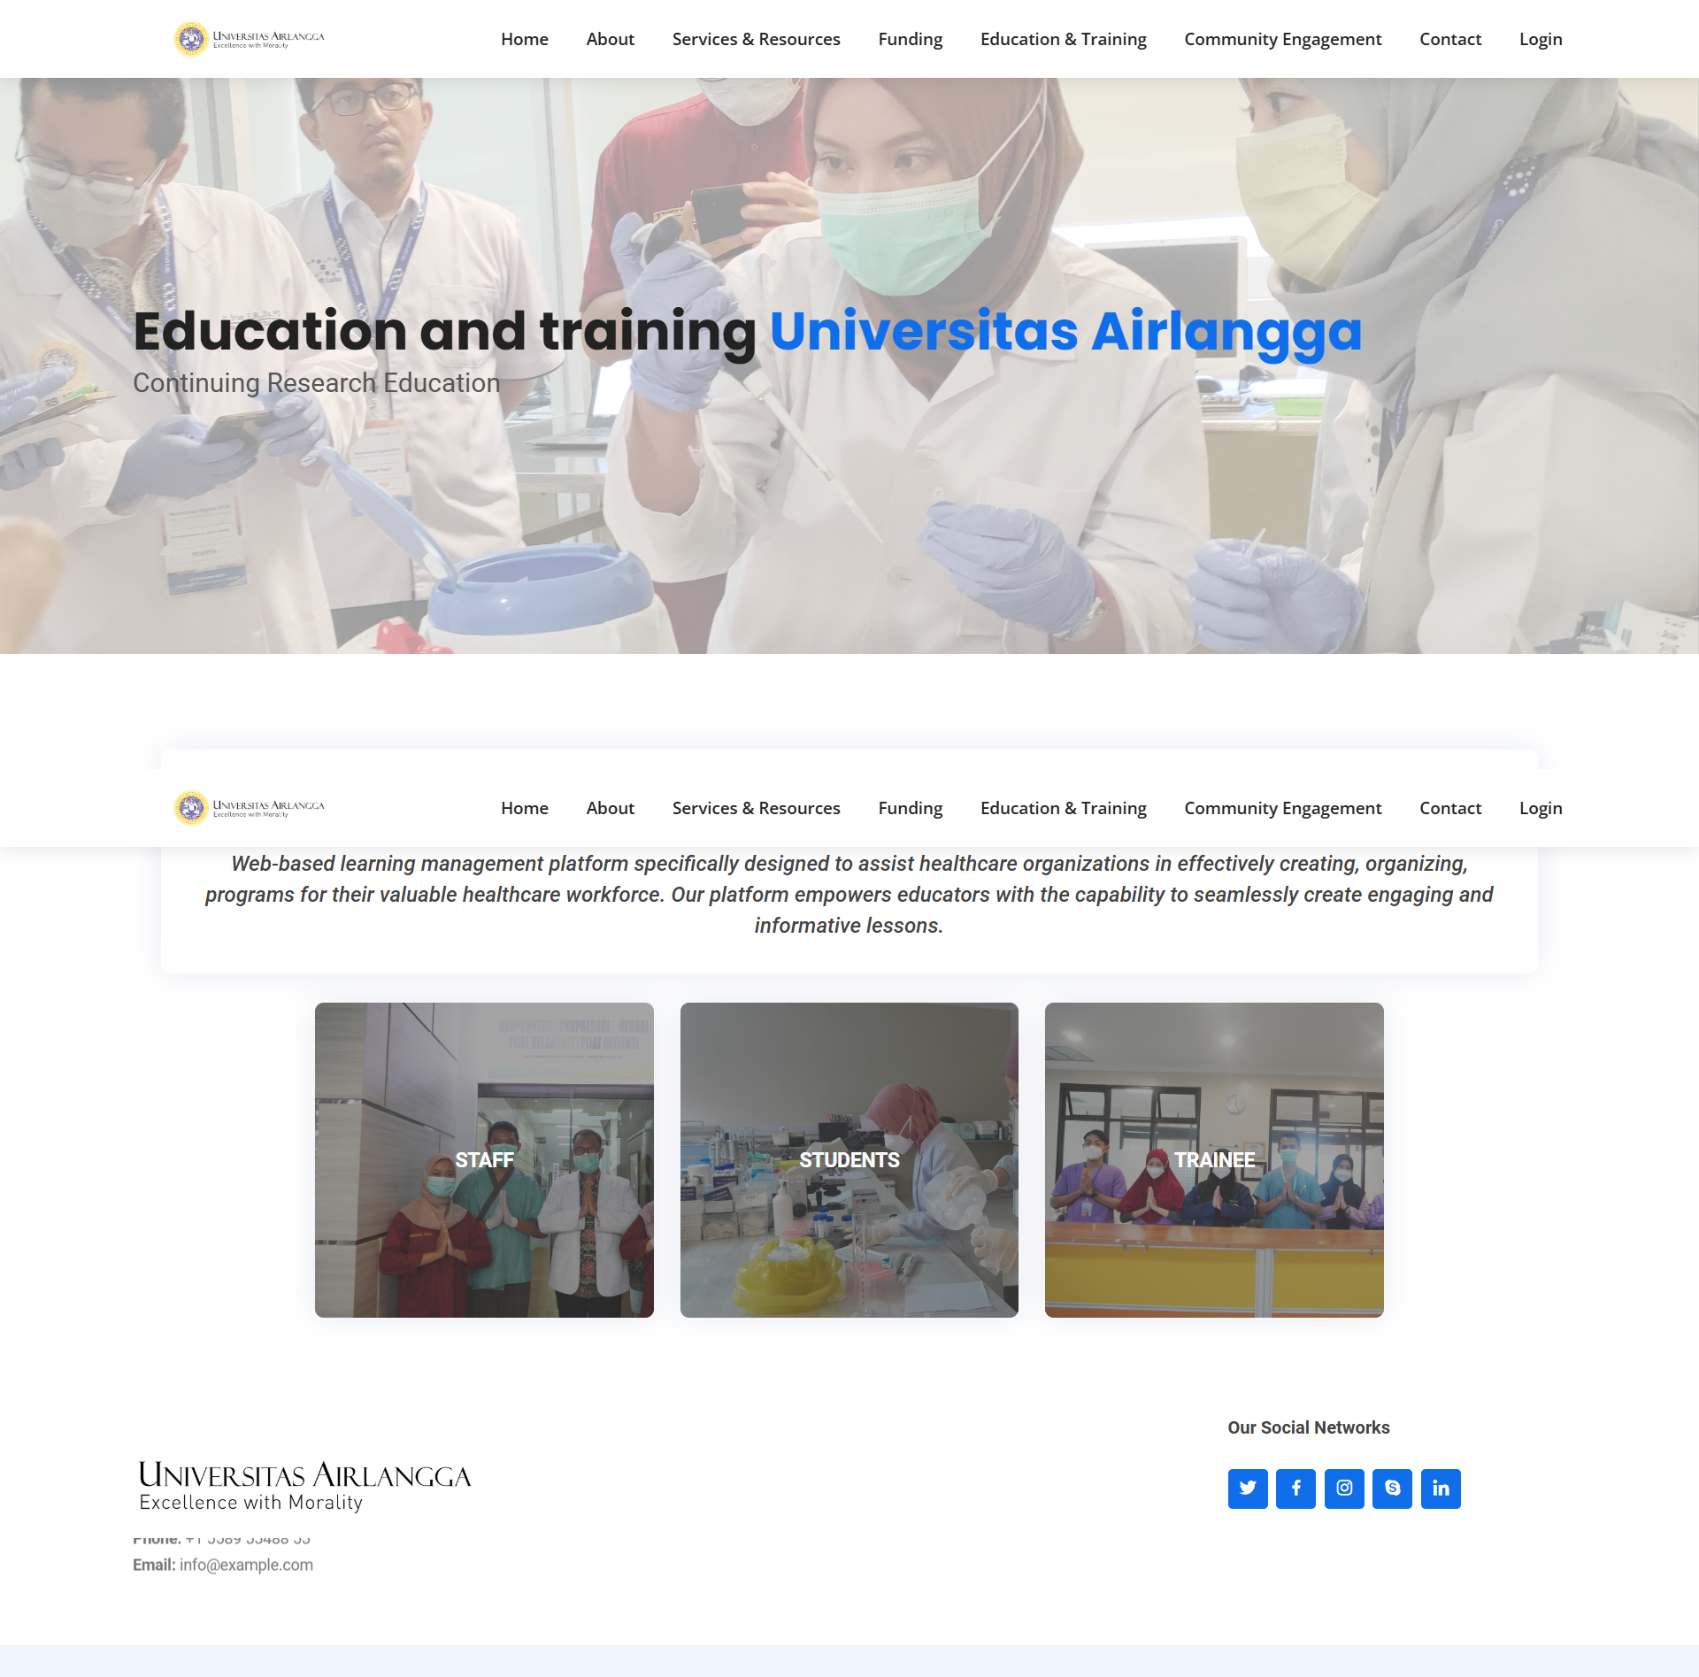 UNIVERSITAS AIRLANGGA
Excellence with Morality
Home About Services & Resources Funding Education & Training Community Engagement Contact Login
Education and training Universitas Airlangga
Continuing Research Education
UNIVERSITAS AIRLANGGA
Excellence with Morality
Home About Services & Resources Funding Education & Training Community Engagement Contact Login
Web-based learning management platform specifically designed to assist healthcare organizations in effectively creating, organizing,
programs for their valuable healthcare workforce. Our platform empowers educators with the capability to seamlessly create engaging and
informative lessons.
PIJAT REFLEKSI
STAFF
STUDENTS
TRAINEE
Our Social Networks
UNIVERSITAS AIRLANGGA
Excellence with Morality
Phone: +1 5589 55488 55
Email: info@example.com